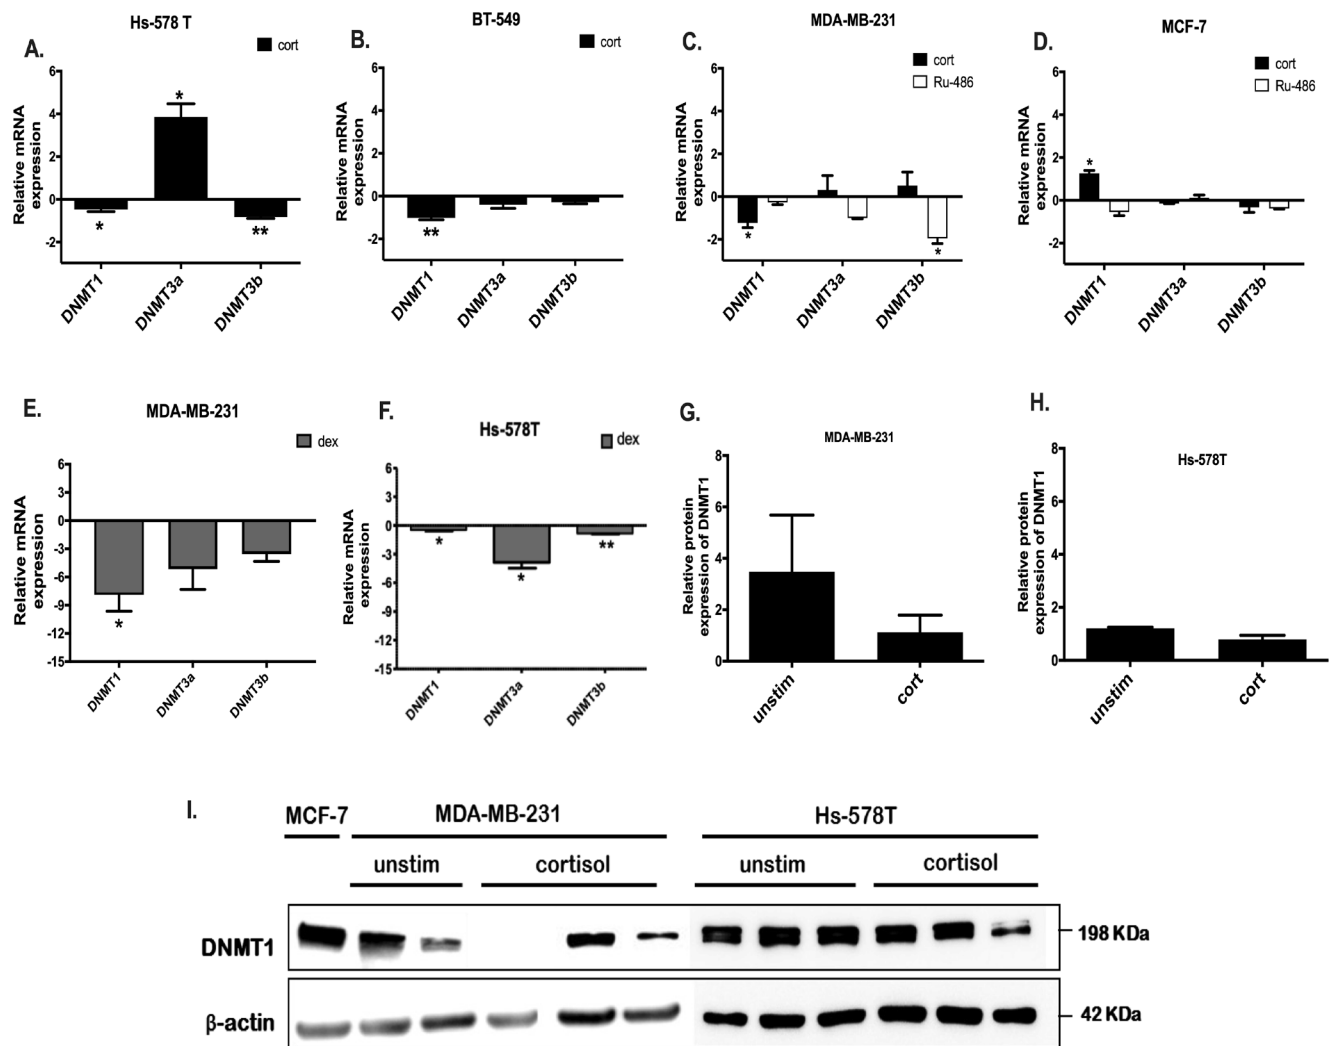 Hs-578 T
A.
cort
Relative mRNA
expression
6
4
2
0
-2
*
*
**
DNMT1
DNMT3a
DNMT3b
BT-549
B.
cort
6
4
2
0
-2
Relative mRNA
expression
**
DNMT1
DNMT3a
DNMT3b
MDA-MB-231
C.
cort
Ru-486
Relative mRNA
expression
6
4
2
0
-2
*
*
DNMT1
DNMT3a
DNMT3b
MCF-7
D.
cort
Ru-486
Relative mRNA
expression
6
4
2
0
-2
*
DNMT1
DNMT3a
DNMT3b
E.
MDA-MB-231
dex
Relative mRNA
expression
6
3
0
-3
-6
-9
-12
-15
*
DNMT1
DNMT3a
DNMT3b
F.
Hs-578T
dex
Relative mRNA
expression
6
3
0
-3
-6
-9
-12
-15
*
*
**
DNMT1
DNMT3a
DNMT3b
G.
MDA-MB-231
Relative protein
expression of DNMT1
8
6
4
2
0
unstim
cort
H.
Hs-578T
Relative protein
expression of DNMT1
8
6
4
2
0
unstim
cort
I.
MCF-7 MDA-MB-231 Hs-578T
unstim cortisol unstim cortisol
DNMT1 198 KDa
β-actin 42 KDa